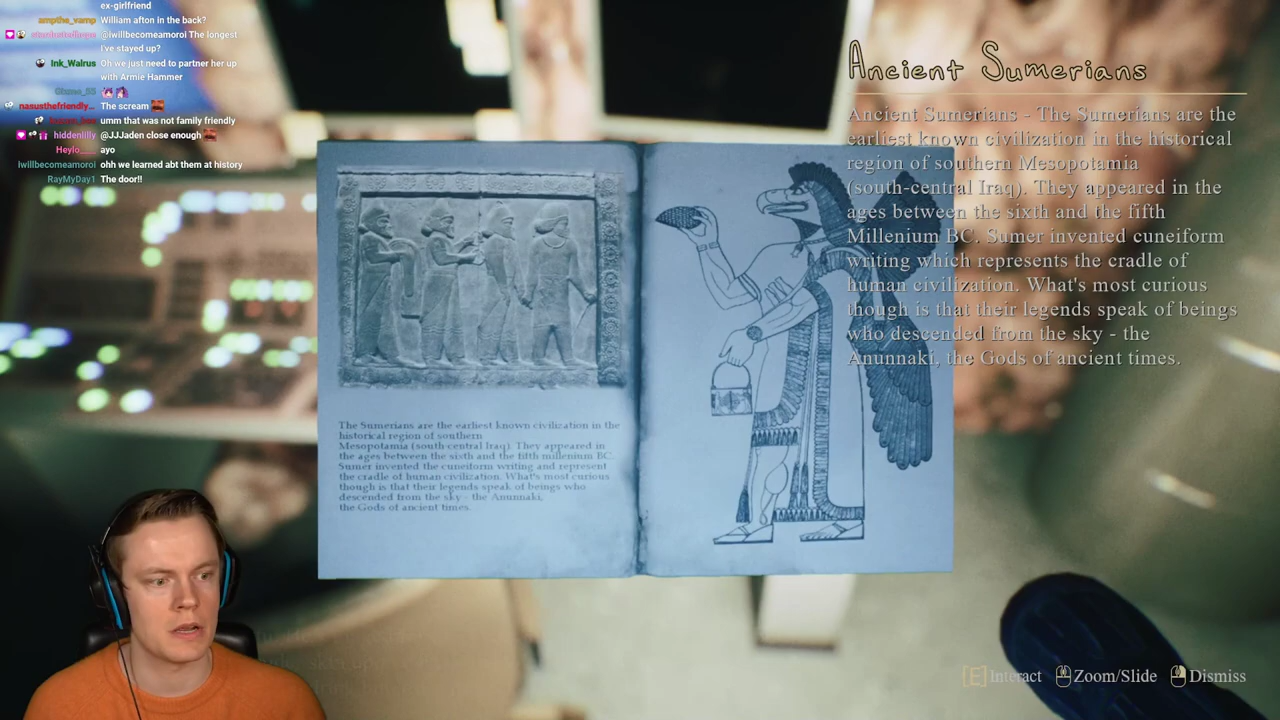 ex-girlfriend
ampthe_vamp William afton in the back?
@iwillbecomeamoroi The longest
I've stayed up?
Ink_Walrus Oh we just need to partner her up
with Armie Hammer
nasusthefriendly... The scream
umm that was not family friendly
hiddenlilly @JJJaden close enough
Heylo____ ayo
iwillbecomeamoroi ohh we learned abt them at history
RayMyDay1 The door!!
Ancient Sumerians
Ancient Sumerians - The Sumerians are the
earliest known civilization in the historical
region of southern Mesopotamia
(south-central Iraq). They appeared in the
ages between the sixth and the fifth
Millenium BC. Sumer invented cuneiform
writing which represents the cradle of
human civilization. What's most curious
though is that their legends speak of beings
who descended from the sky - the
Anunnaki, the Gods of ancient times.
The Sumerians are the earliest known civilization in the
historical region of southern
Mesopotamia (south-central Iraq). They appeared in
the ages between the sixth and the fifth millenium BC.
Sumer invented the cuneiform writing and represent
the cradle of human civilization. What's most curious
though is that their legends speak of beings who
descended from the sky - the Anunnaki,
the Gods of ancient times.
[E]Interact Zoom/Slide Dismiss